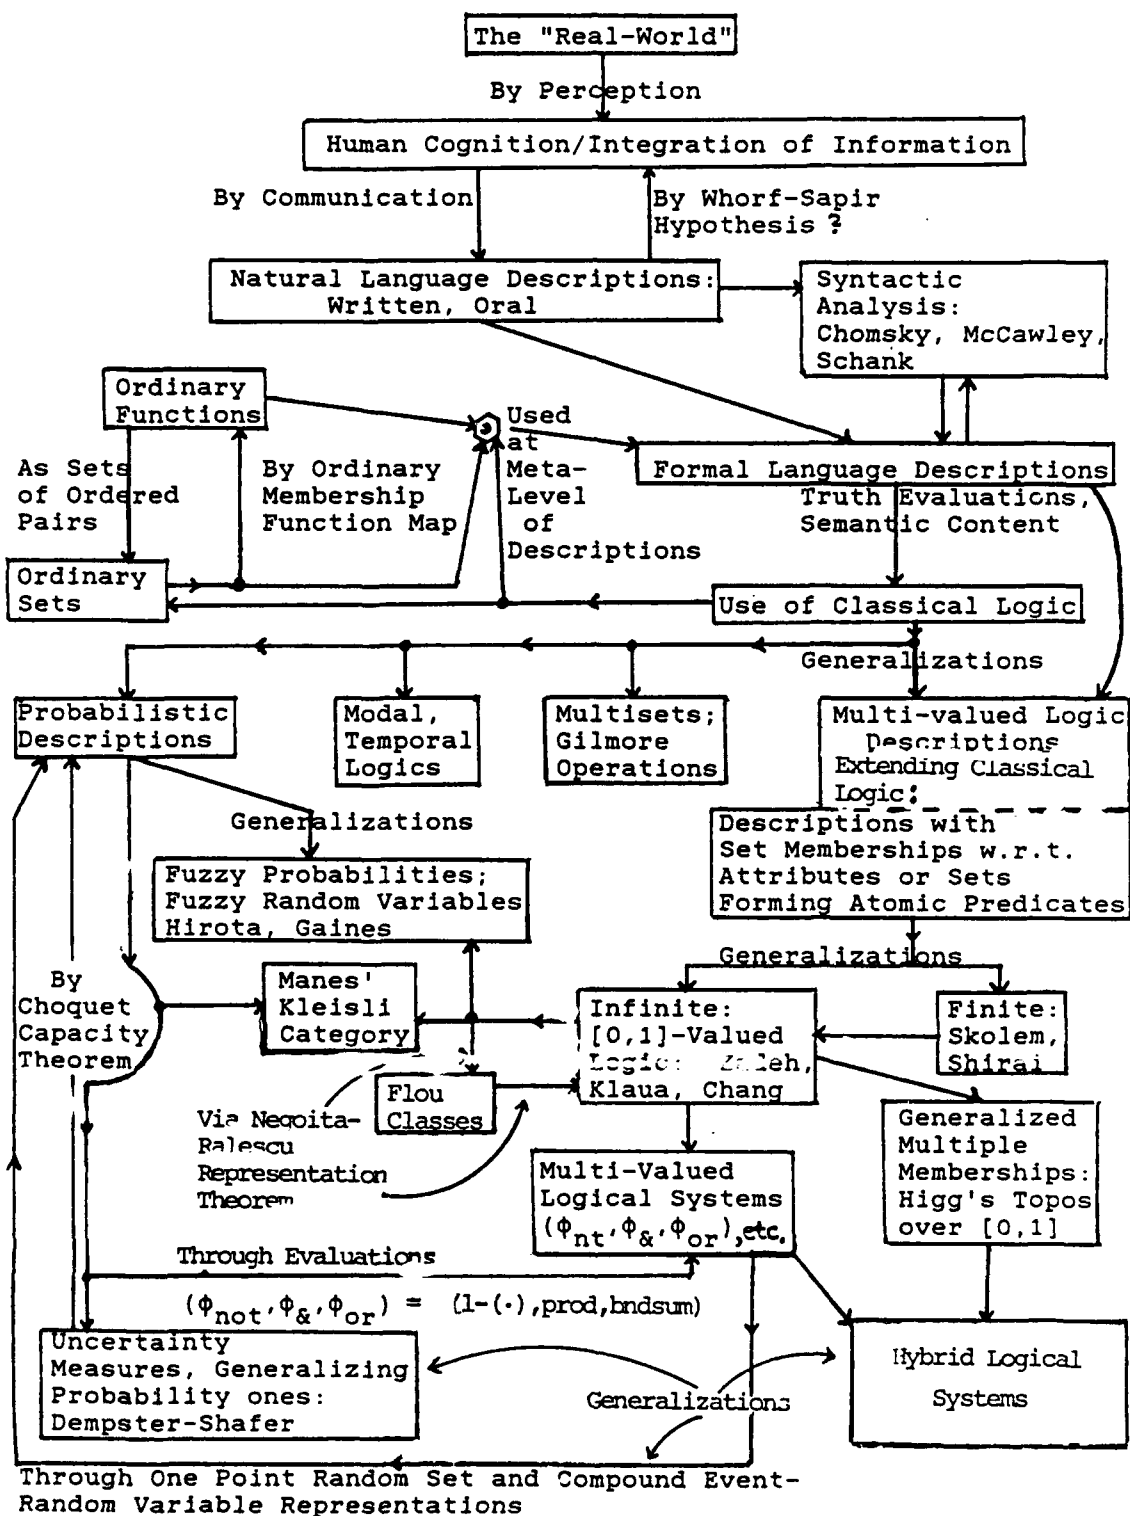 The "Real-World"
By Perception
Human Cognition/Integration of Information
By Communication
By Whorf-Sapir
Hypothesis ?
Natural Language Descriptions:
Written, Oral
Syntactic
Analysis:
Chomsky, McCawley,
Schank
Ordinary
Functions
Used
at
Meta-
Level
of
Descriptions
As Sets
of Ordered
Pairs
By Ordinary
Membership
Function Map
Formal Language Descriptions
Truth Evaluations,
Semantic Content
Ordinary
Sets
Use of Classical Logic
Generalizations
Probabilistic
Descriptions
Modal,
Temporal
Logics
Multisets;
Gilmore
Operations
Multi-valued Logic
Descriptions
Extending Classical
Logic:
Descriptions with
Set Memberships w.r.t.
Attributes or Sets
Forming Atomic Predicates
Generalizations
Fuzzy Probabilities;
Fuzzy Random Variables
Hirota, Gaines
Generalizations
By
Choquet
Capacity
Theorem
Manes'
Kleisli
Category
Infinite:
[0,1]-Valued
Logic: Zadeh,
Klaua, Chang
Finite:
Skolem,
Shirai
Flou
Classes
Via Negoita-
Ralescu
Representation
Theorem
Generalized
Multiple
Memberships:
Higg's Topos
over [0,1]
Multi-Valued
Logical Systems
(ϕnt,ϕ&,ϕor),etc.
Through Evaluations
(ϕnot,ϕ&,ϕor) = (1-(·),prod,bndsum)
Uncertainty
Measures, Generalizing
Probability ones:
Dempster-Shafer
Generalizations
Hybrid Logical
Systems
Through One Point Random Set and Compound Event-
Random Variable Representations